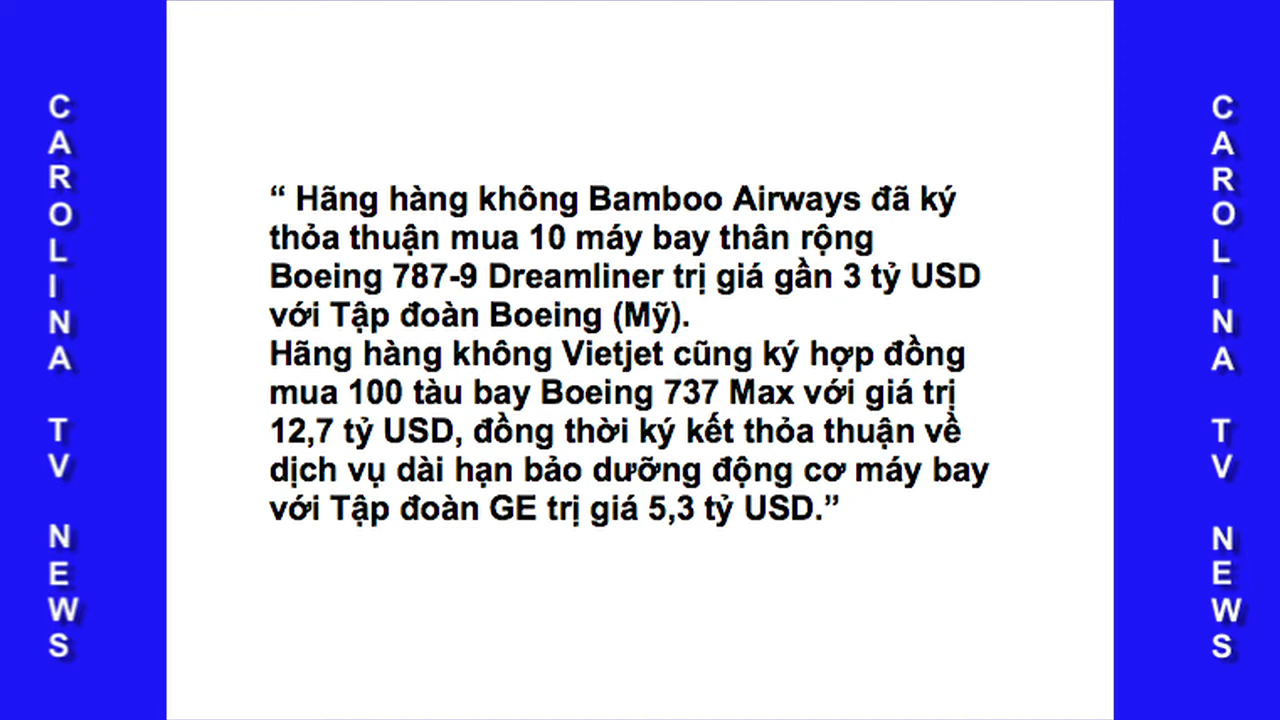 CAROLINA TV NEWS
“ Hãng hàng không Bamboo Airways đã ký
thỏa thuận mua 10 máy bay thân rộng
Boeing 787-9 Dreamliner trị giá gần 3 tỷ USD
với Tập đoàn Boeing (Mỹ).
Hãng hàng không Vietjet cũng ký hợp đồng
mua 100 tàu bay Boeing 737 Max với giá trị
12,7 tỷ USD, đồng thời ký kết thỏa thuận về
dịch vụ dài hạn bảo dưỡng động cơ máy bay
với Tập đoàn GE trị giá 5,3 tỷ USD.”
CAROLINA TV NEWS